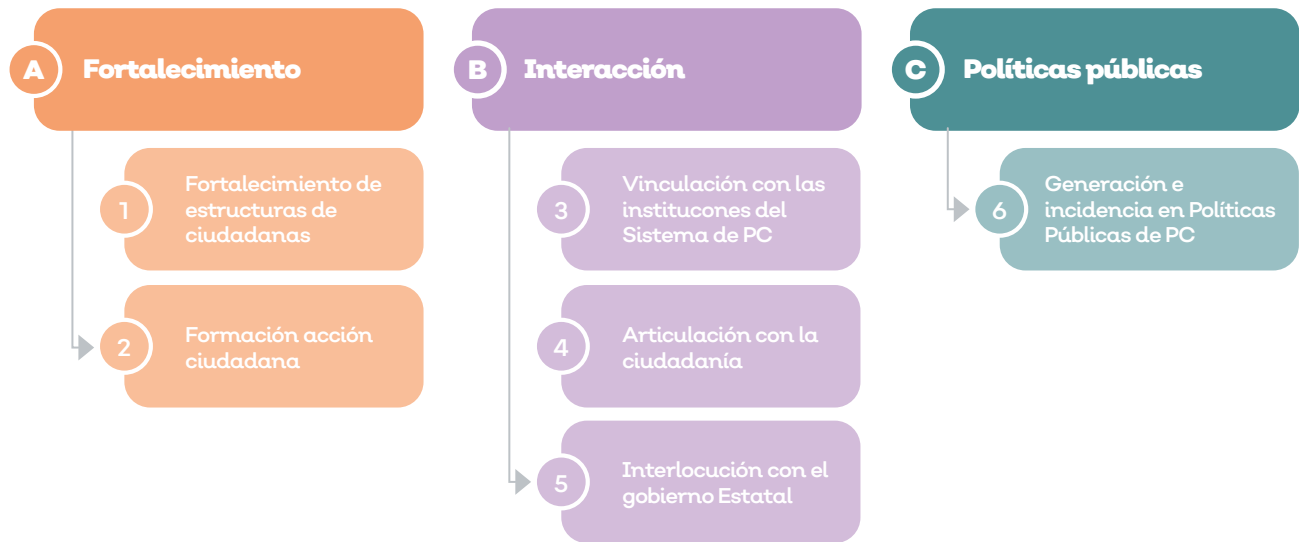 A
Fortalecimiento
1
Fortalecimiento de
estructuras de
ciudadanas
2
Formación acción
ciudadana
B
Interacción
3
Vinculación con las
institucones del
Sistema de PC
4
Articulación con la
ciudadanía
5
Interlocución con el
gobierno Estatal
C
Políticas públicas
6
Generación e
incidencia en Políticas
Públicas de PC